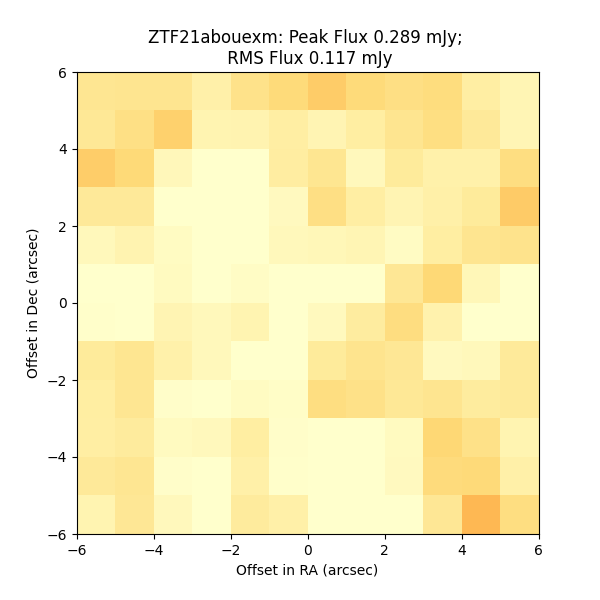 ZTF21abouexm: Peak Flux 0.289 mJy;
RMS Flux 0.117 mJy
6
4
2
0
−2
−4
−6
Offset in Dec (arcsec)
−6 −4 −2 0 2 4 6
Offset in RA (arcsec)